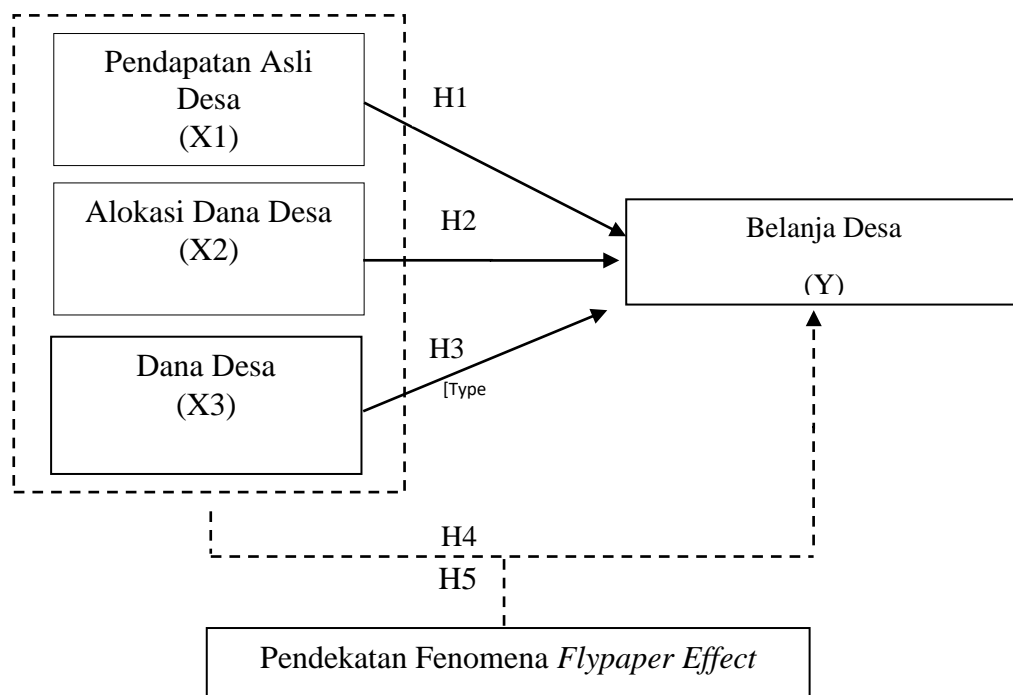 Pendapatan Asli
Desa
(X1)
H1
Alokasi Dana Desa
(X2)
H2
Belanja Desa
(Y)
Dana Desa
(X3)
H3
[Type
H4
H5
Pendekatan Fenomena Flypaper Effect